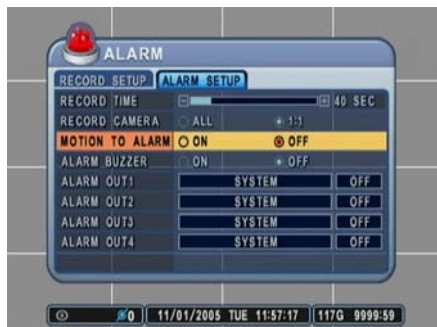 ALARM
RECORD SETUP ALARM SETUP
RECORD TIME 40 SEC
RECORD CAMERA ALL 1:1
MOTION TO ALARM ON OFF
ALARM BUZZER ON OFF
ALARM OUT1 SYSTEM OFF
ALARM OUT2 SYSTEM OFF
ALARM OUT3 SYSTEM OFF
ALARM OUT4 SYSTEM OFF
0 11/01/2005 TUE 11:57:17 117G 9999:59